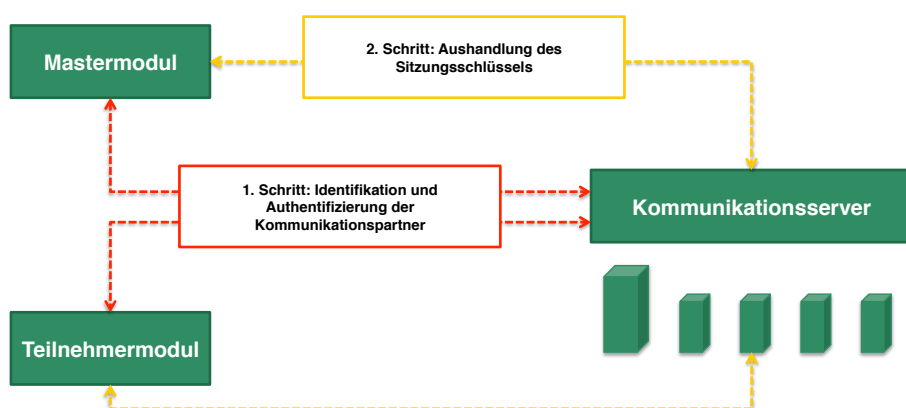 2. Schritt: Aushandlung des
Sitzungsschlüssels
Mastermodul
1. Schritt: Identifikation und
Authentifizierung der
Kommunikationspartner
Kommunikationsserver
Teilnehmermodul